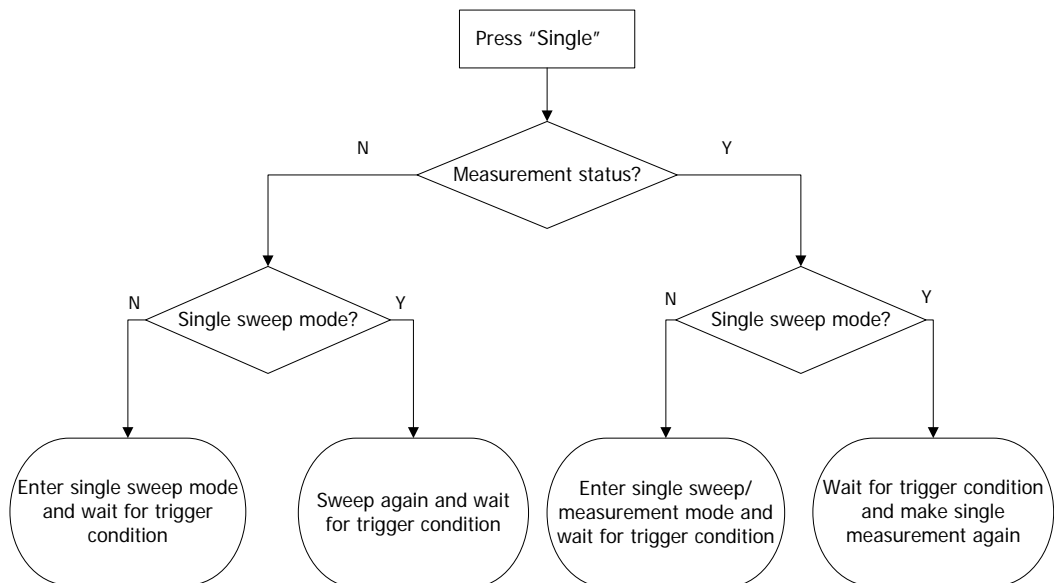 Press “Single”
N
Y
Measurement status?
N
Y
N
Y
Single sweep mode?
Single sweep mode?
Enter single sweep mode
and wait for trigger
condition
Sweep again and wait
for trigger condition
Enter single sweep/
measurement mode and
wait for trigger condition
Wait for trigger condition
and make single
measurement again